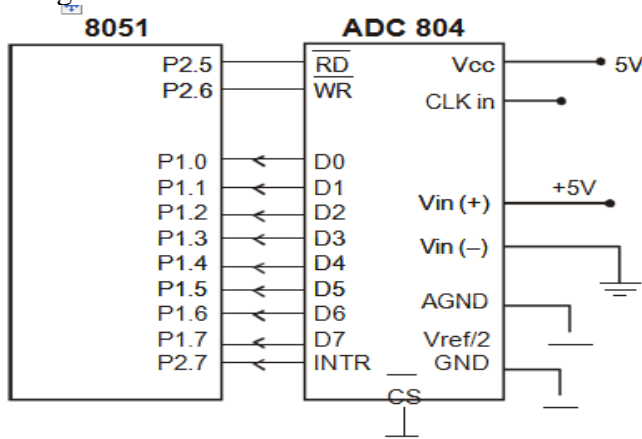 8051 ADC 804
P2.5 RD Vcc 5V
P2.6 WR
CLK in
P1.0 D0
P1.1 D1
P1.2 D2 Vin (+) +5V
P1.3 D3
P1.4 D4 Vin (–)
P1.5 D5
P1.6 D6 AGND
P1.7 D7 Vref/2
P2.7 INTR GND
CS